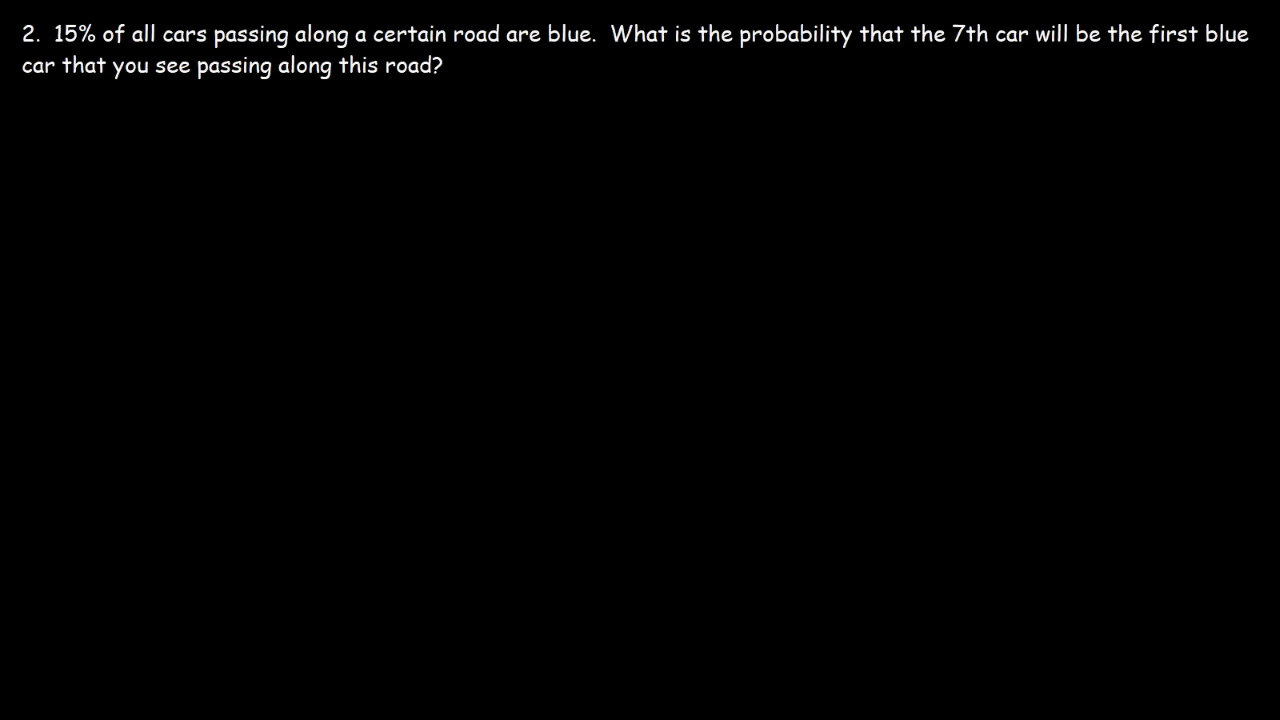 2.  15% of all cars passing along a certain road are blue.  What is the probability that the 7th car will be the first blue
car that you see passing along this road?